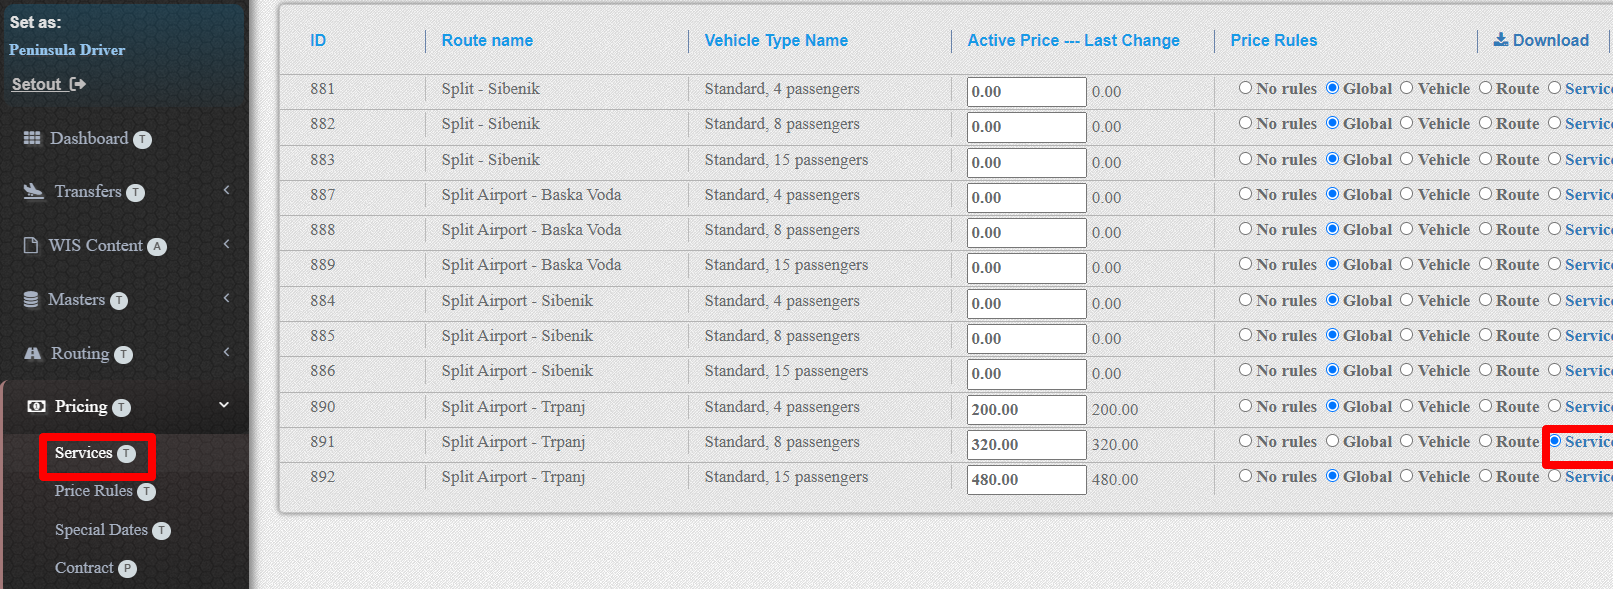 Set as:
Peninsula Driver
Setout
Dashboard T
Transfers T
WIS Content A
Masters T
Routing T
Pricing T
Services T
Price Rules T
Special Dates T
Contract P
ID Route name Vehicle Type Name Active Price --- Last Change Price Rules Download
881 Split - Sibenik Standard, 4 passengers 0.00 0.00 No rules Global Vehicle Route Servic
882 Split - Sibenik Standard, 8 passengers 0.00 0.00 No rules Global Vehicle Route Servic
883 Split - Sibenik Standard, 15 passengers 0.00 0.00 No rules Global Vehicle Route Servic
887 Split Airport - Baska Voda Standard, 4 passengers 0.00 0.00 No rules Global Vehicle Route Servic
888 Split Airport - Baska Voda Standard, 8 passengers 0.00 0.00 No rules Global Vehicle Route Servic
889 Split Airport - Baska Voda Standard, 15 passengers 0.00 0.00 No rules Global Vehicle Route Servic
884 Split Airport - Sibenik Standard, 4 passengers 0.00 0.00 No rules Global Vehicle Route Servic
885 Split Airport - Sibenik Standard, 8 passengers 0.00 0.00 No rules Global Vehicle Route Servic
886 Split Airport - Sibenik Standard, 15 passengers 0.00 0.00 No rules Global Vehicle Route Servic
890 Split Airport - Trpanj Standard, 4 passengers 200.00 200.00 No rules Global Vehicle Route Servic
891 Split Airport - Trpanj Standard, 8 passengers 320.00 320.00 No rules Global Vehicle Route Servic
892 Split Airport - Trpanj Standard, 15 passengers 480.00 480.00 No rules Global Vehicle Route Servic